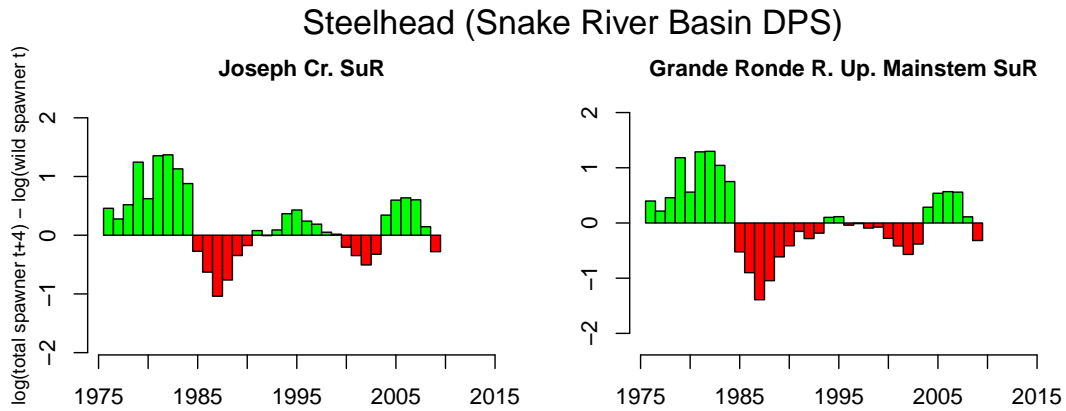 Steelhead (Snake River Basin DPS)
log(total spawner t+4) − log(wild spawner t)
Joseph Cr. SuR
2
1
0
−1
−2
1975 1985 1995 2005 2015
Grande Ronde R. Up. Mainstem SuR
2
1
0
−1
−2
1975 1985 1995 2005 2015